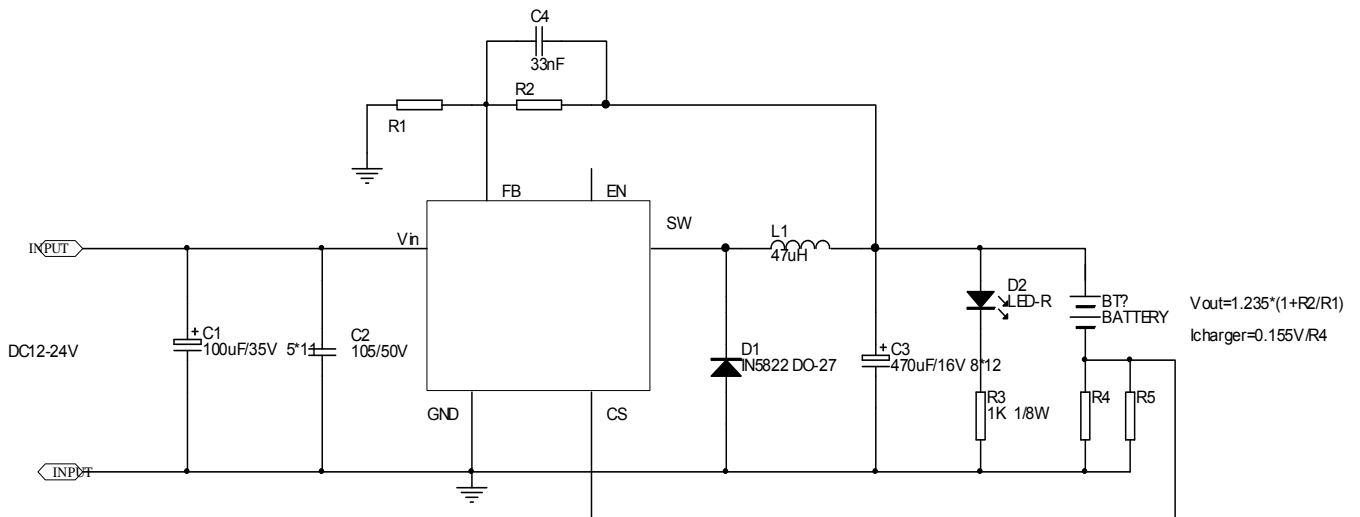 C4
33nF
R2
R1
FB
EN
SW
INPUT
Vin
L1
47uH
D2
LED-R
BT?
BATTERY
Vout=1.235*(1+R2/R1)
Icharger=0.155V/R4
DC12-24V
C1
100uF/35V 5*11
C2
105/50V
D1
IN5822 DO-27
C3
470uF/16V 8*12
R3
1K 1/8W
R4
R5
GND
CS
INPUT